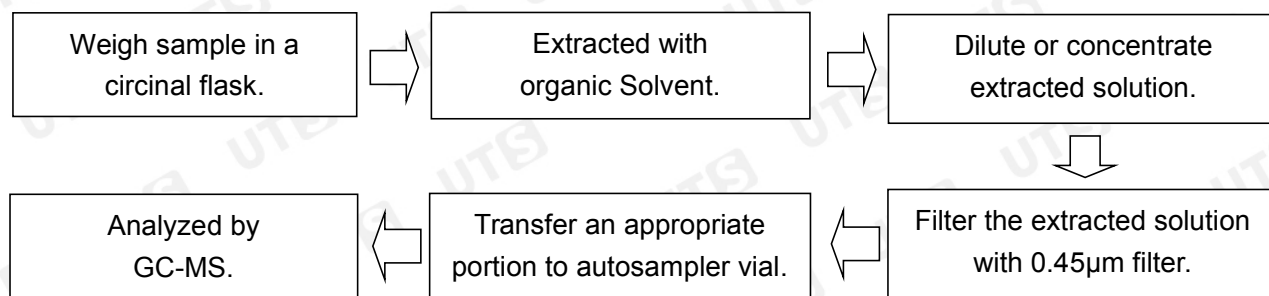 Weigh sample in a
circinal flask.
Extracted with
organic Solvent.
Dilute or concentrate
extracted solution.
Filter the extracted solution
with 0.45μm filter.
Transfer an appropriate
portion to autosampler vial.
Analyzed by
GC-MS.